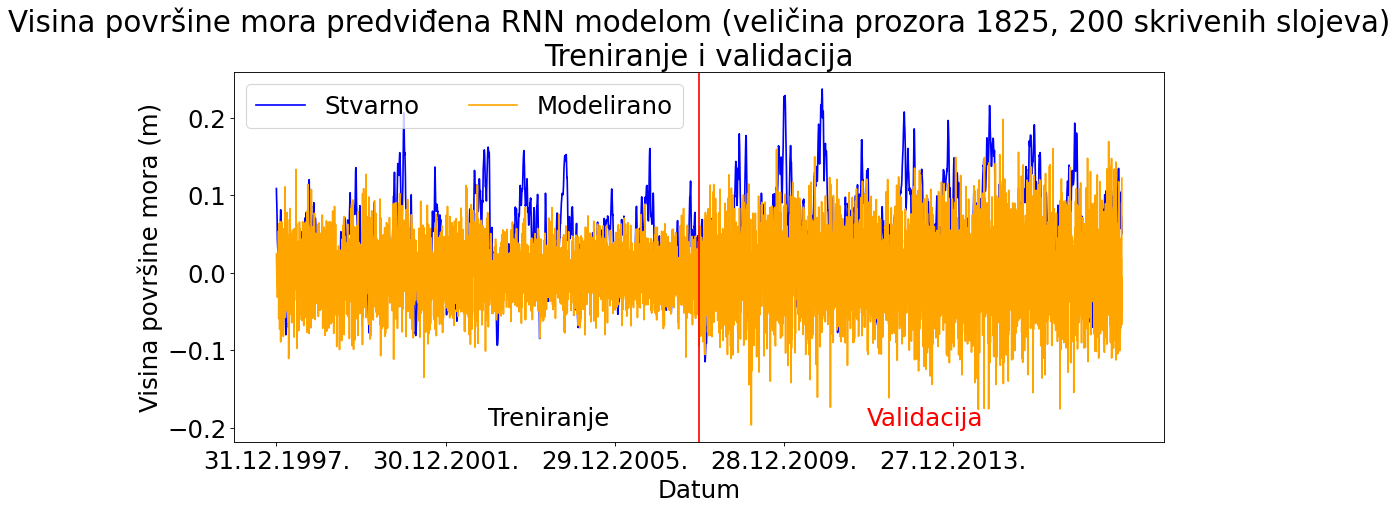 Visina površine mora predviđena RNN modelom (veličina prozora 1825, 200 skrivenih slojeva)
Treniranje i validacija
Stvarno
Modelirano
Visina površine mora (m)
0.2
0.1
0.0
−0.1
−0.2
Treniranje
Validacija
31.12.1997.
30.12.2001.
29.12.2005.
28.12.2009.
27.12.2013.
Datum